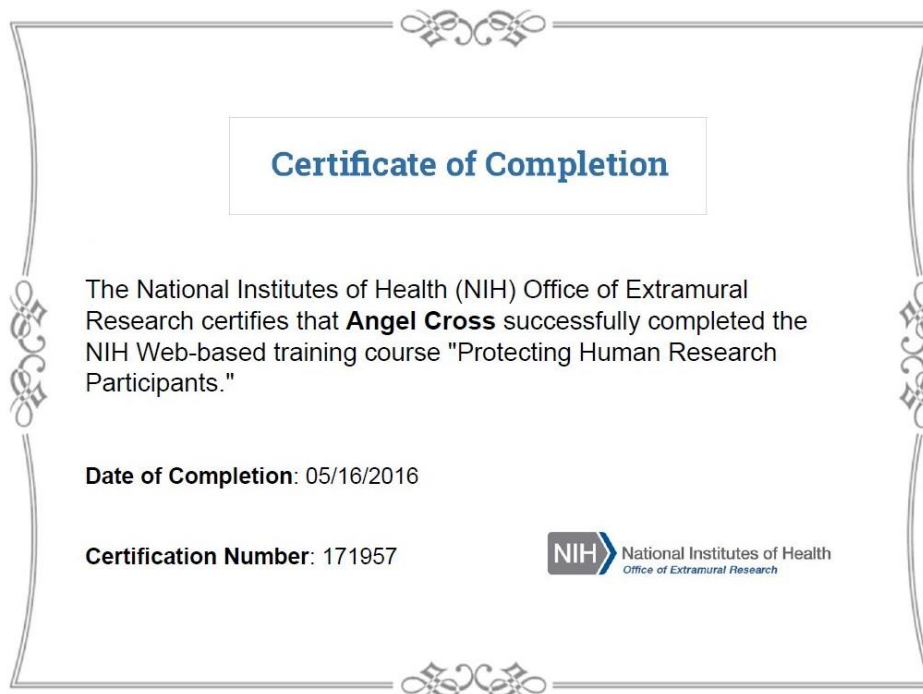 Certificate of Completion
The National Institutes of Health (NIH) Office of Extramural
Research certifies that Angel Cross successfully completed the
NIH Web-based training course "Protecting Human Research
Participants."
Date of Completion: 05/16/2016
Certification Number: 171957
NIH National Institutes of Health
Office of Extramural Research